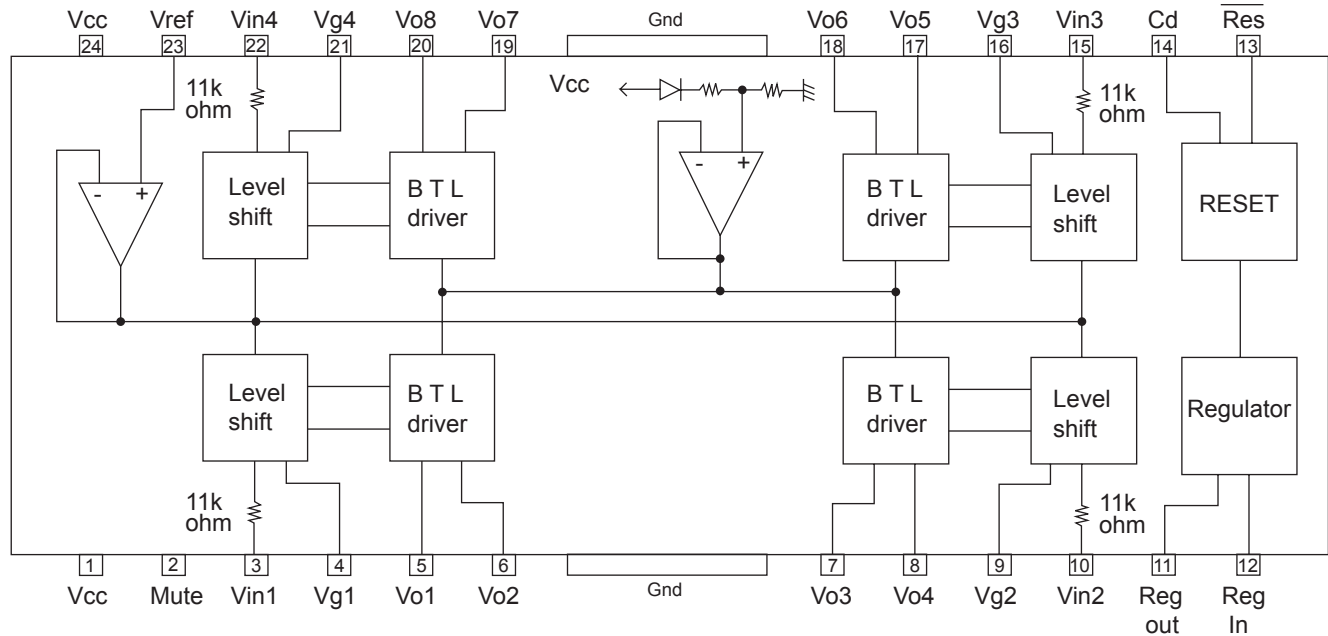 Vcc Vref Vin4 Vg4 Vo8 Vo7 Gnd Vo6 Vo5 Vg3 Vin3 Cd Res
24 23 22 21 20 19 18 17 16 15 14 13
11k
ohm
Vcc
11k
ohm
- +
Level
shift
B T L
driver
- +
B T L
driver
Level
shift
RESET
Level
shift
B T L
driver
B T L
driver
Level
shift
Regulator
11k
ohm
11k
ohm
1 2 3 4 5 6 7 8 9 10 11 12
Vcc Mute Vin1 Vg1 Vo1 Vo2 Gnd Vo3 Vo4 Vg2 Vin2 Reg Reg
out In